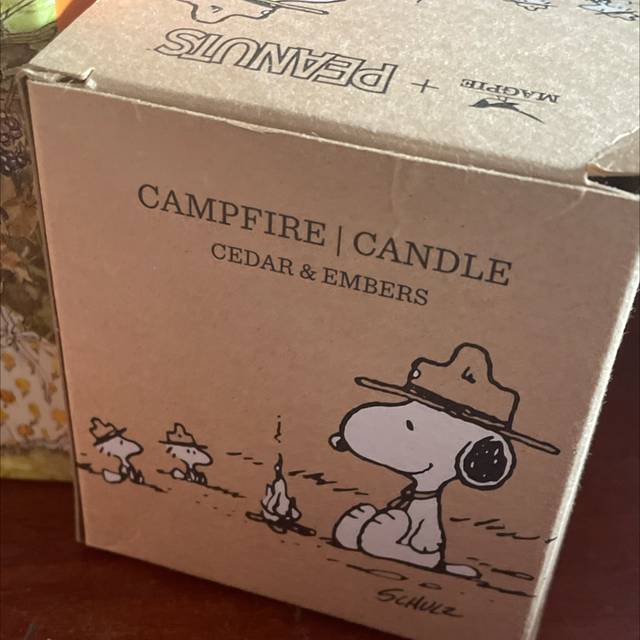 PEANUTS + MAGPIE
CAMPFIRE | CANDLE
CEDAR & EMBERS
SCHULZ